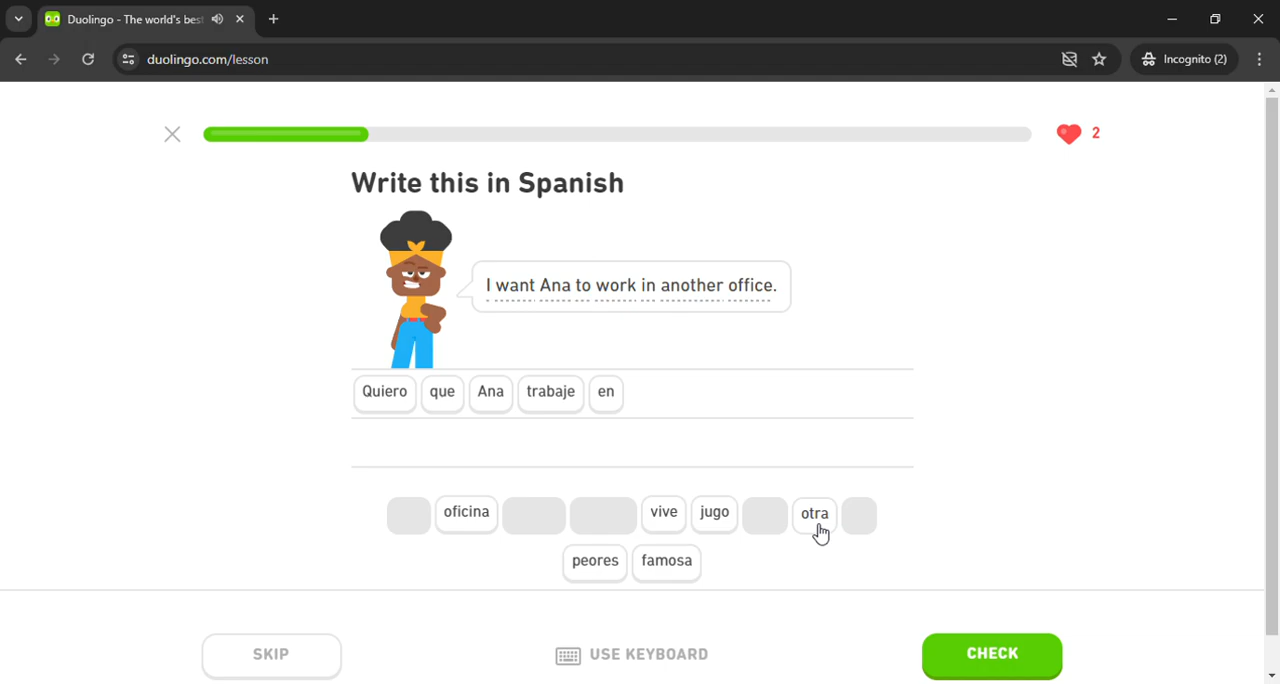 Duolingo - The world's bes
duolingo.com/lesson
Incognito (2)
2
Write this in Spanish
I want Ana to work in another office.
Quiero que Ana trabaje en
oficina vive jugo otra
peores famosa
SKIP USE KEYBOARD CHECK